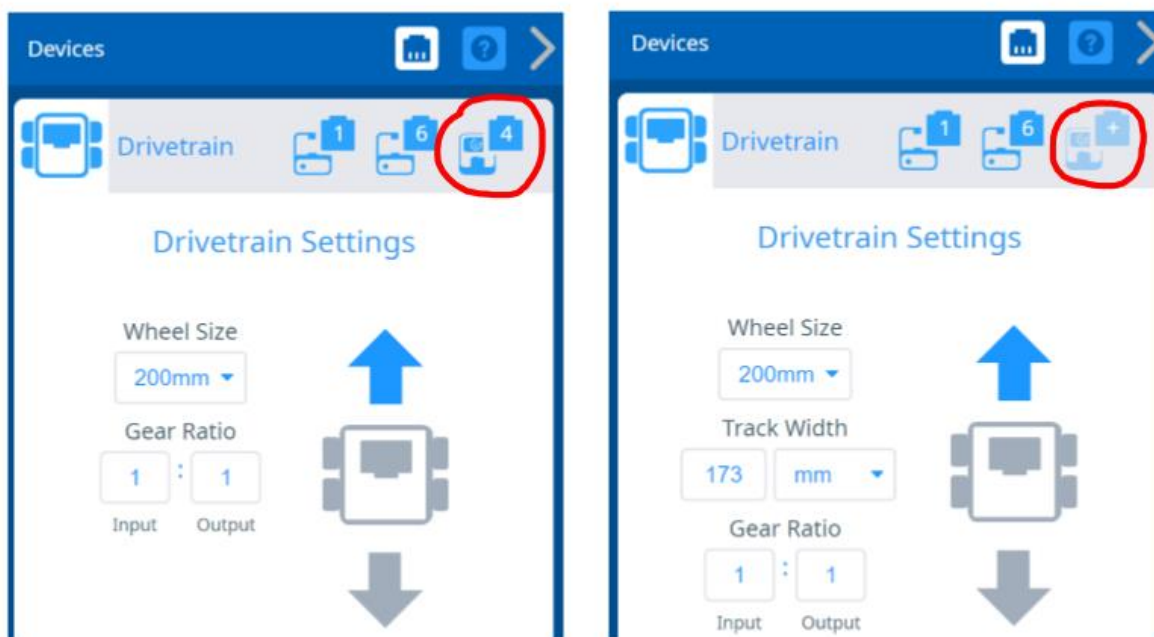 Devices
?
Drivetrain
1
6
4
Drivetrain Settings
Wheel Size
200mm
Gear Ratio
1 : 1
Input Output
Devices
?
Drivetrain
1
6
+
Drivetrain Settings
Wheel Size
200mm
Track Width
173 mm
Gear Ratio
1 : 1
Input Output